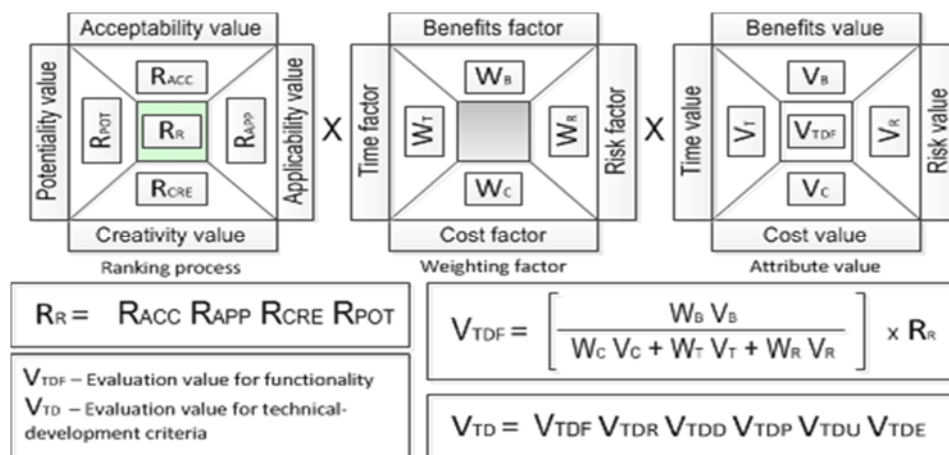 Acceptability value
Potentiality value
RACC
RPOT
RR
RAPP
RCRE
Applicability value
Creativity value
Ranking process
X
Benefits factor
Time factor
WB
WT
WR
WC
Risk factor
Cost factor
Weighting factor
X
Benefits value
Time value
VB
VT
VTDF
VR
VC
Risk value
Cost value
Attribute value
RR = RACC RAPP RCRE RPOT
VTDF – Evaluation value for functionality
VTD – Evaluation value for technical-
development criteria
WB VB
VTDF = [ ] x RR
WC VC + WT VT + WR VR
VTD = VTDF VTDR VTDD VTDP VTDU VTDE